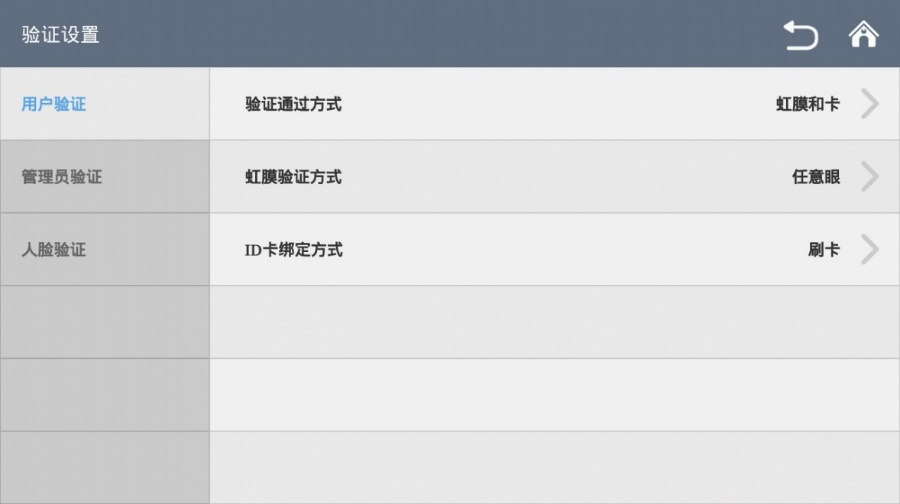 验证设置
用户验证
验证通过方式
虹膜和卡
管理员验证
虹膜验证方式
任意眼
人脸验证
ID卡绑定方式
刷卡